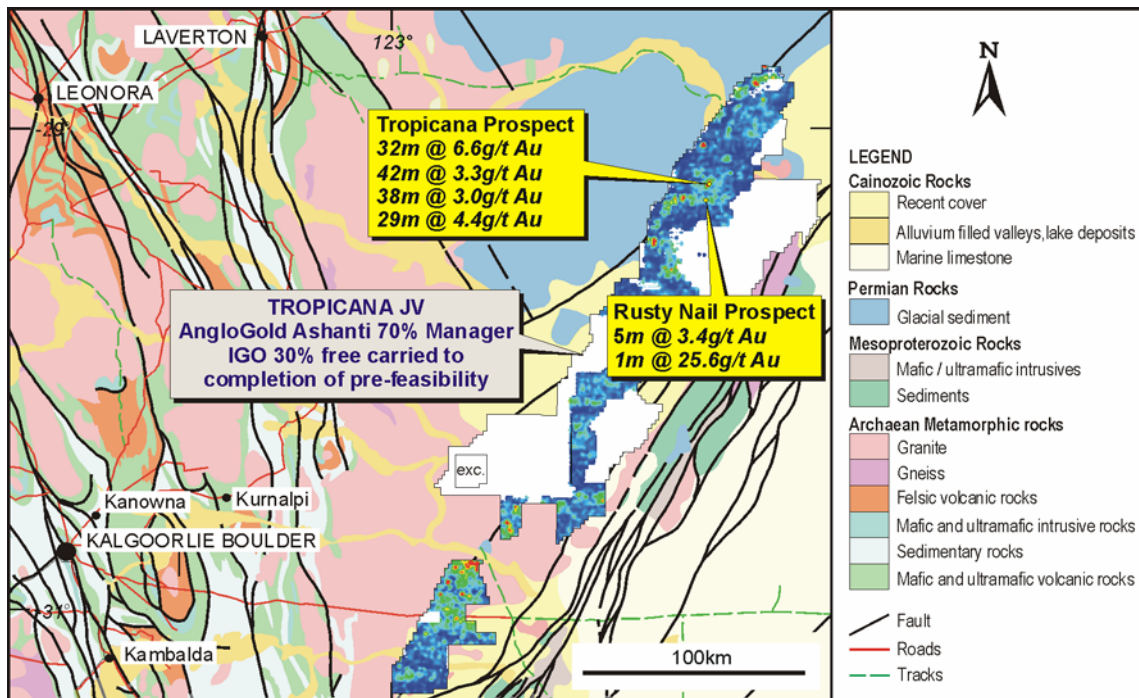 LAVERTON
123°
LEONORA
-29°
Tropicana Prospect
32m @ 6.6g/t Au
42m @ 3.3g/t Au
38m @ 3.0g/t Au
29m @ 4.4g/t Au
TROPICANA JV
AngloGold Ashanti 70% Manager
IGO 30% free carried to
completion of pre-feasibility
Rusty Nail Prospect
5m @ 3.4g/t Au
1m @ 25.6g/t Au
exc.
Kanowna
Kurnalpi
KALGOORLIE BOULDER
-31°
Kambalda
100km
N
LEGEND
Cainozoic Rocks
Recent cover
Alluvium filled valleys,lake deposits
Marine limestone
Permian Rocks
Glacial sediment
Mesoproterozoic Rocks
Mafic / ultramafic intrusives
Sediments
Archaean Metamorphic rocks
Granite
Gneiss
Felsic volcanic rocks
Mafic and ultramafic intrusive rocks
Sedimentary rocks
Mafic and ultramafic volcanic rocks
Fault
Roads
Tracks